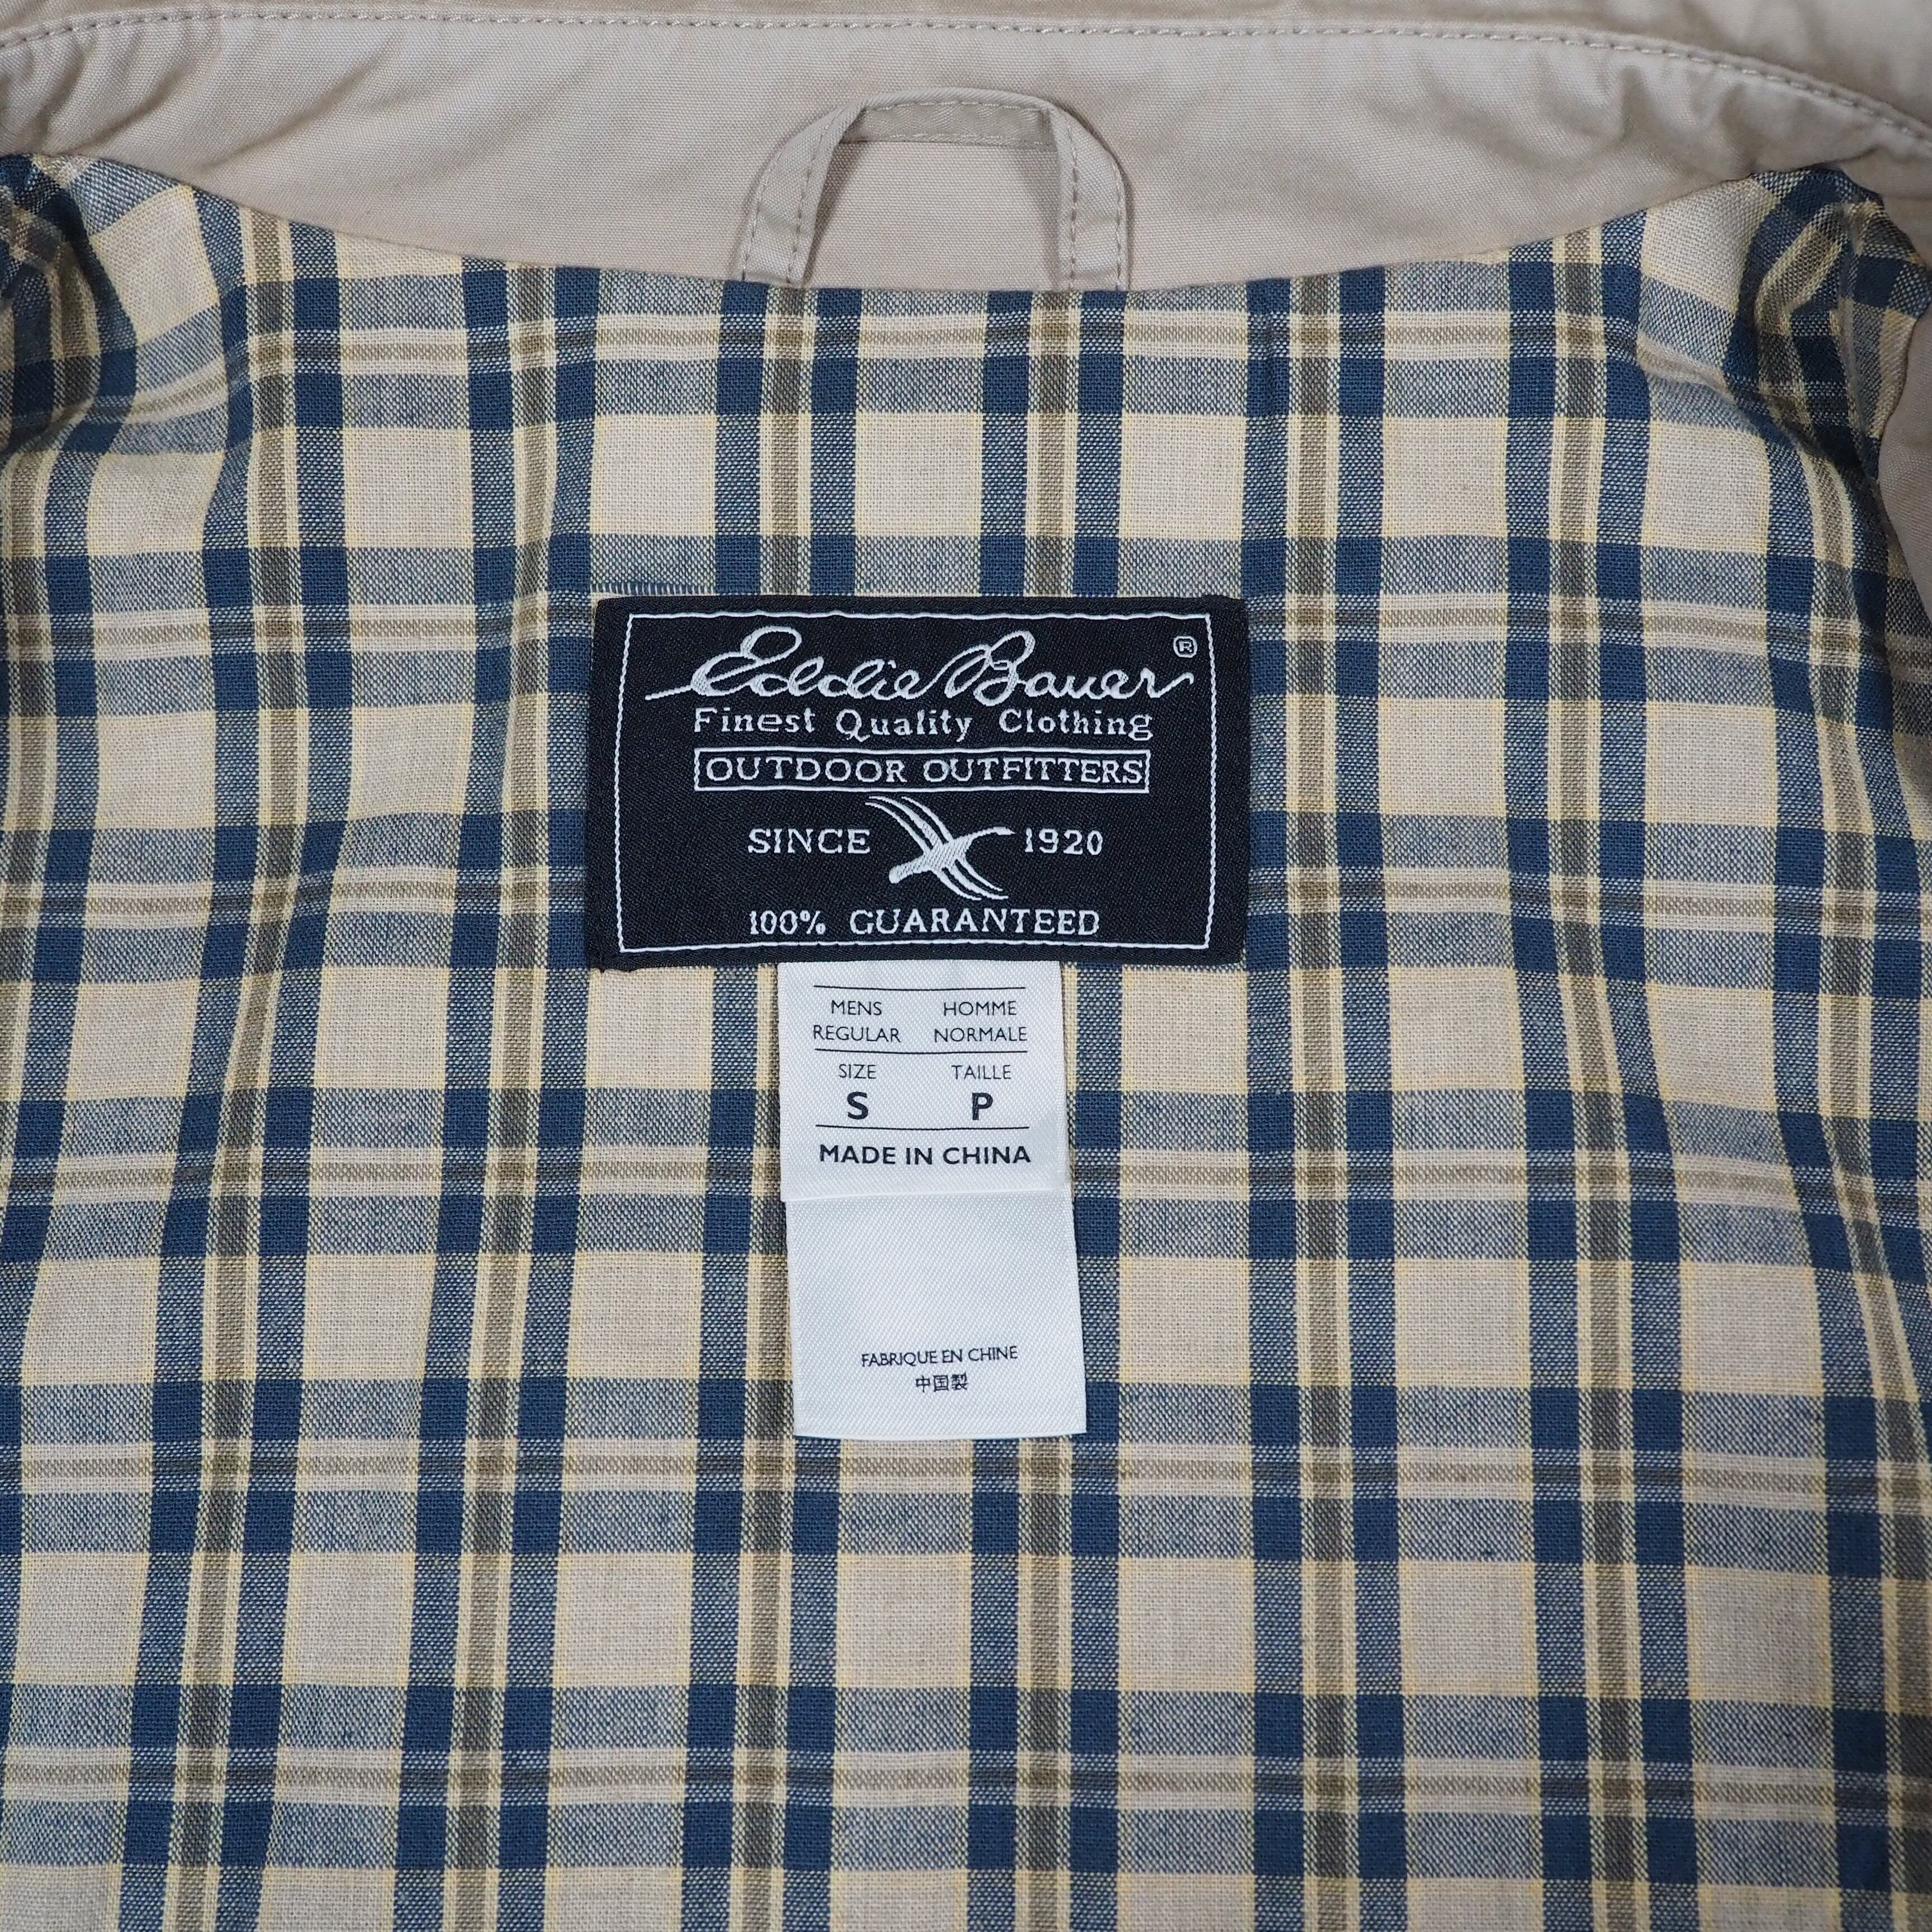 Eddie Bauer®
Finest Quality Clothing
OUTDOOR OUTFITTERS
SINCE 1920
100% GUARANTEED
MENS HOMME
REGULAR NORMALE
SIZE TAILLE
S P
MADE IN CHINA
FABRIQUE EN CHINE
中国製